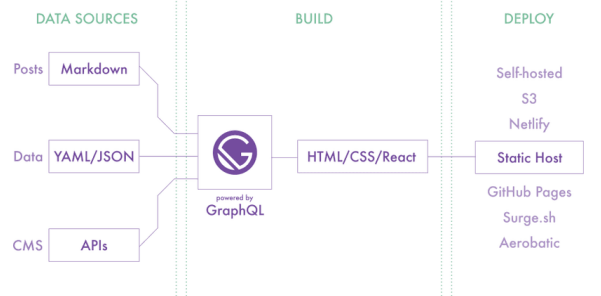 DATA SOURCES
BUILD
DEPLOY
Posts
Markdown
Data
YAML/JSON
CMS
APIs
powered by
GraphQL
HTML/CSS/React
Self-hosted
S3
Netlify
Static Host
GitHub Pages
Surge.sh
Aerobatic